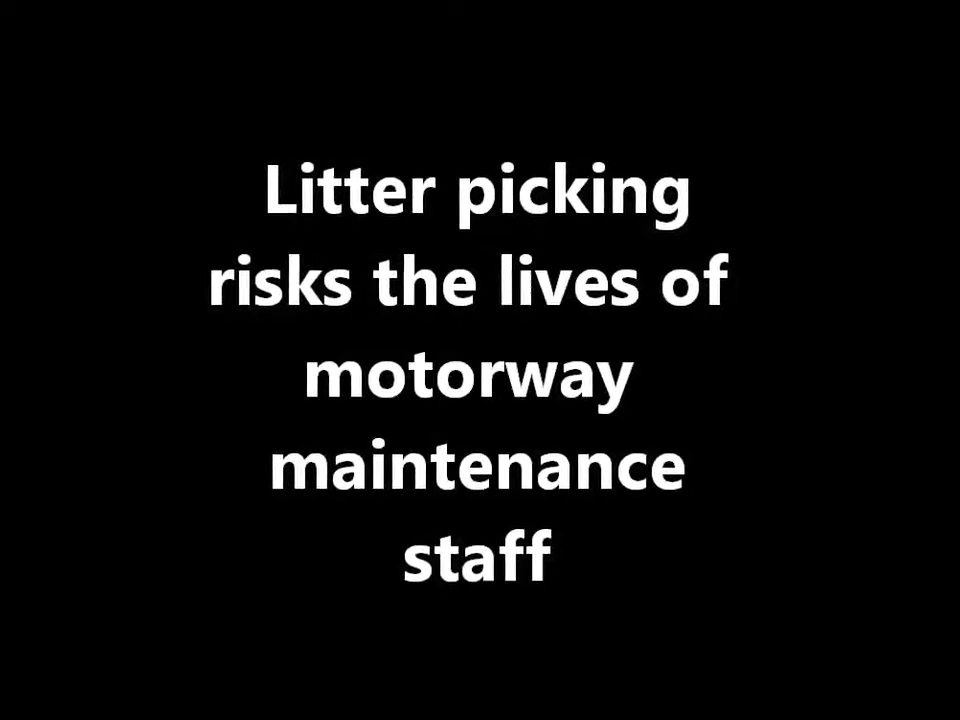 Litter picking
risks the lives of
motorway
maintenance
staff